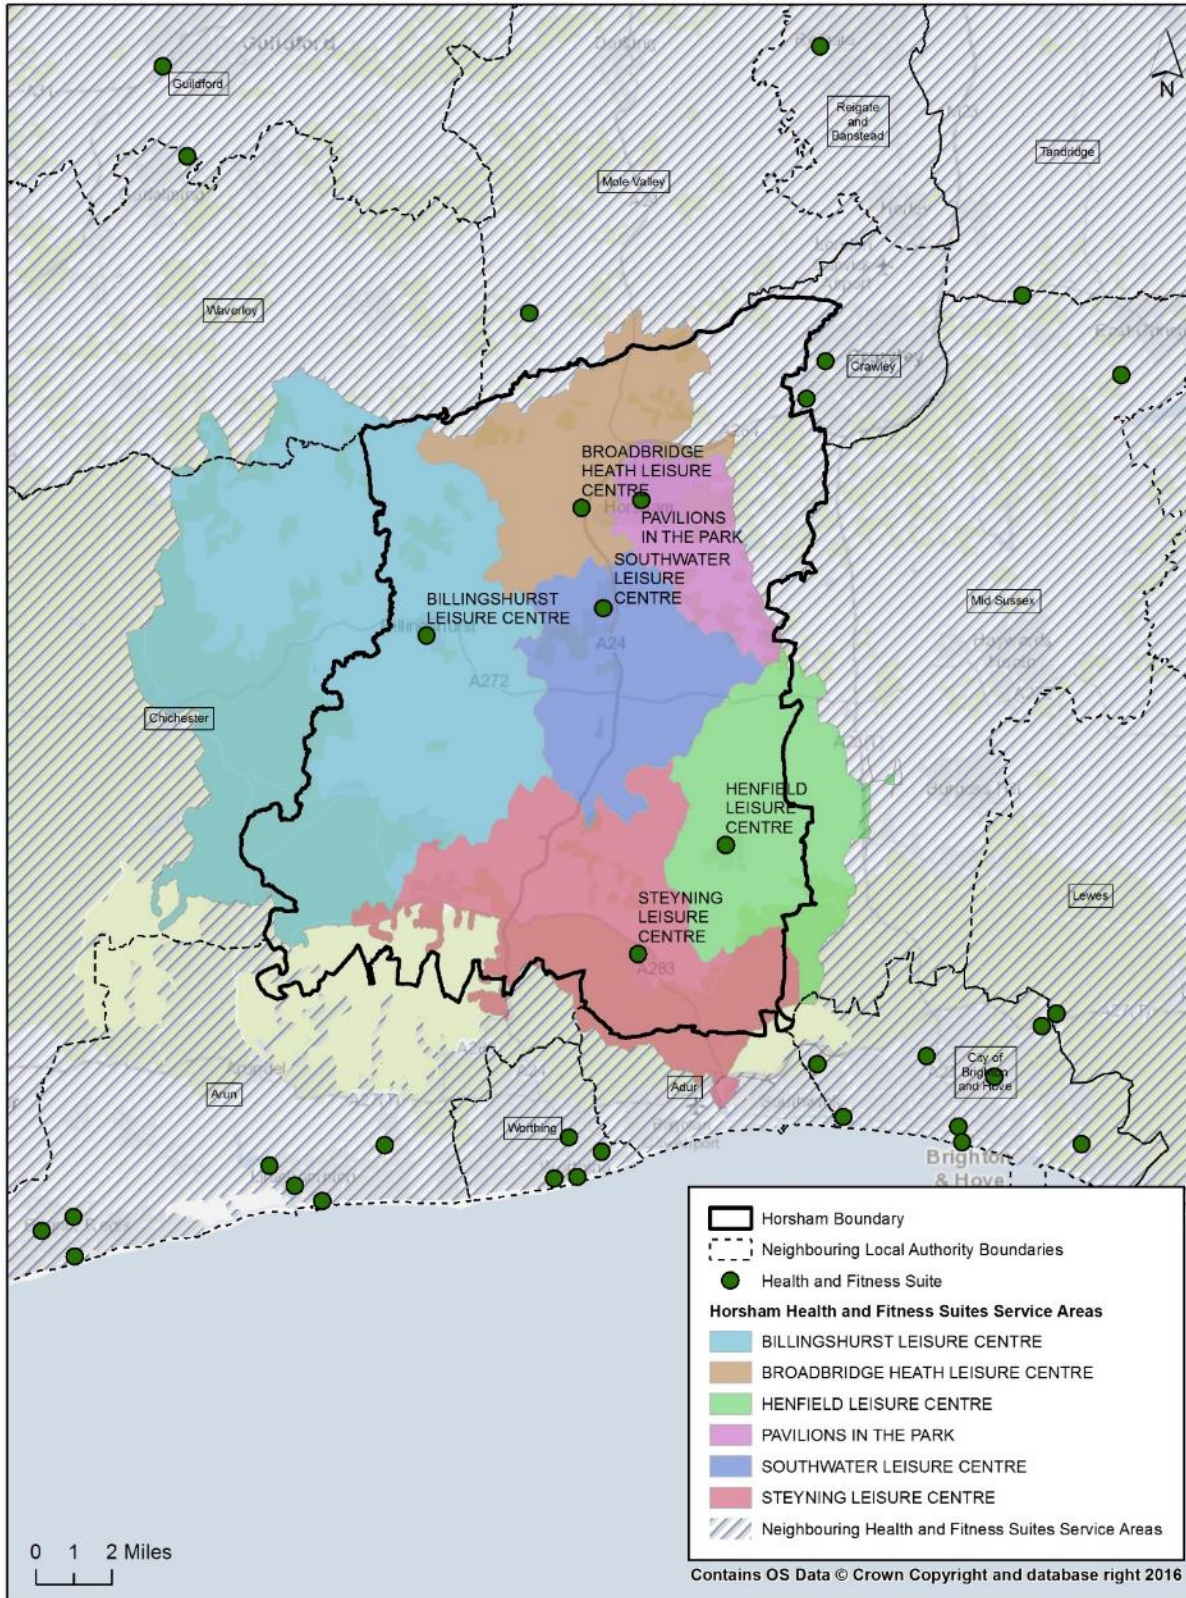 Guildford
Guildford
Dorking
Reigate
N
Reigate
and
Banstead
Tandridge
Mole Valley
Waverley
Crawley
BROADBRIDGE
HEATH LEISURE
CENTRE
PAVILIONS
IN THE PARK
SOUTHWATER
LEISURE
CENTRE
BILLINGSHURST
LEISURE CENTRE
Mid Sussex
A24
A272
Chichester
HENFIELD
LEISURE
CENTRE
Lewes
STEYNING
LEISURE
CENTRE
A283
City of
Brighton
and Hove
Arun
Adur
Worthing
Brighton
& Hove
Horsham Boundary
Neighbouring Local Authority Boundaries
Health and Fitness Suite
Horsham Health and Fitness Suites Service Areas
BILLINGSHURST LEISURE CENTRE
BROADBRIDGE HEATH LEISURE CENTRE
HENFIELD LEISURE CENTRE
PAVILIONS IN THE PARK
SOUTHWATER LEISURE CENTRE
STEYNING LEISURE CENTRE
Neighbouring Health and Fitness Suites Service Areas
0 1 2 Miles
Contains OS Data © Crown Copyright and database right 2016